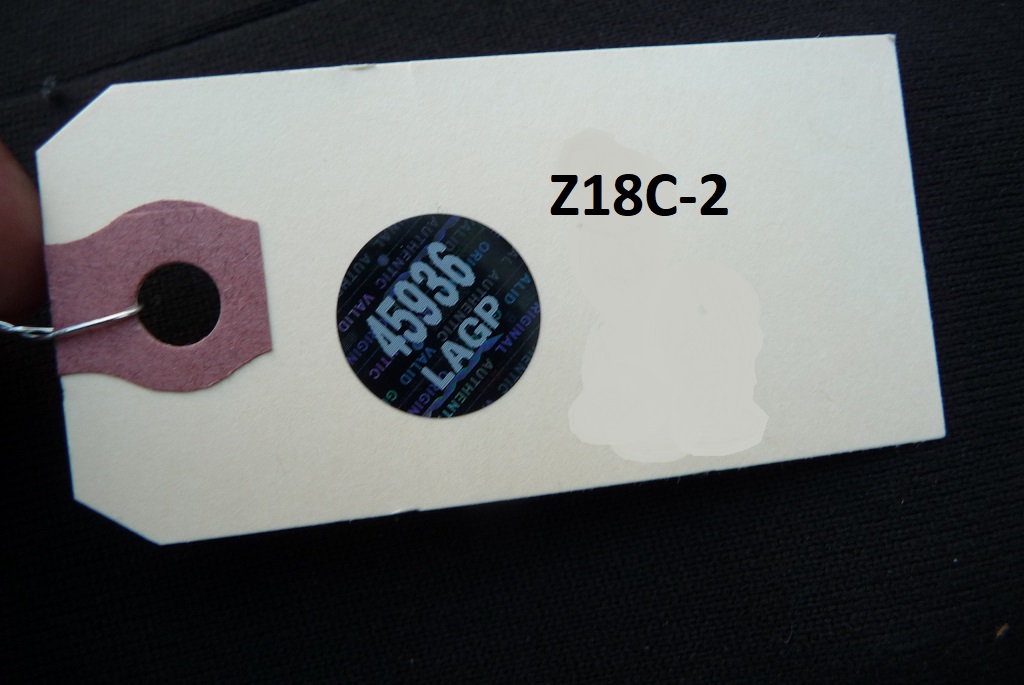 Z18C-2
45936
LAGP
AUTHENTIC
VALID
ORIGINAL